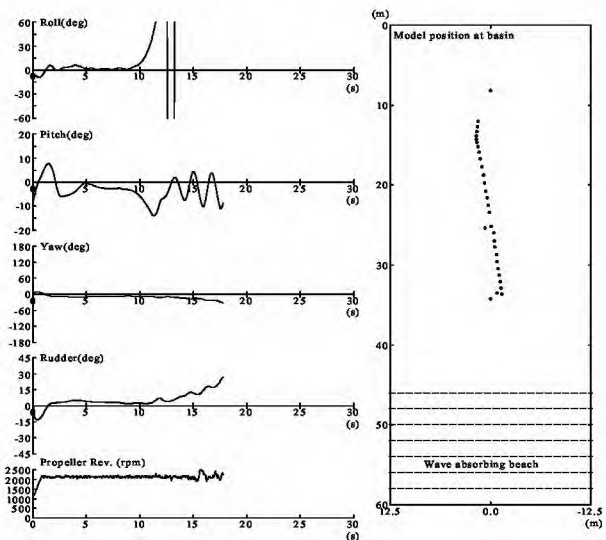 Roll(deg)
60
30
0
-30
-60
0 5 10 15 20 25 30
(s)
Pitch(deg)
20
10
0
-10
-20
0 5 10 15 20 25 30
(s)
Yaw(deg)
180
120
60
0
-60
-120
-180
0 5 10 15 20 25 30
(s)
Rudder(deg)
45
30
15
0
-15
-30
-45
0 5 10 15 20 25 30
(s)
Propeller Rev. (rpm)
2500
2000
1500
1000
500
0
0 5 10 15 20 25 30
(s)
(m)
0
Model position at basin
10
20
30
40
50
Wave absorbing beach
60
12.5 0.0 -12.5
(m)